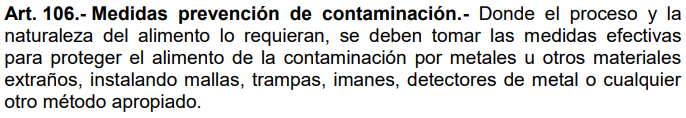 Art. 106.- Medidas prevención de contaminación.- Donde el proceso y la
naturaleza del alimento lo requieran, se deben tomar las medidas efectivas
para proteger el alimento de la contaminación por metales u otros materiales
extraños, instalando mallas, trampas, imanes, detectores de metal o cualquier
otro método apropiado.